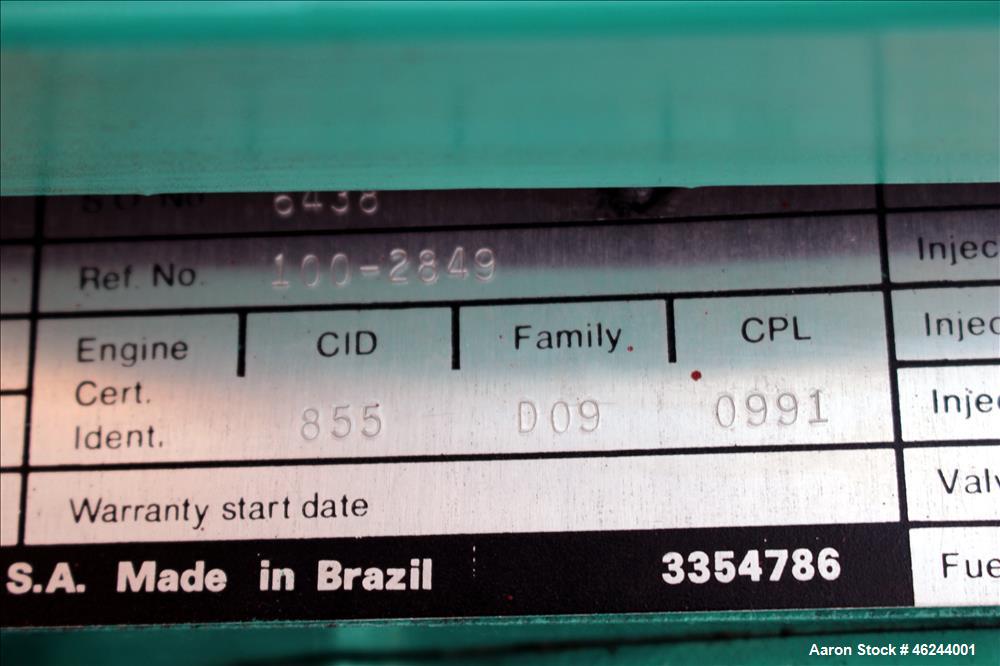 S.O. No 6438
Ref. No. 100-2849 Injec
Engine Cert. Ident. CID Family CPL Injec
855 D09 0991 Injec
Warranty start date Valv
S.A. Made in Brazil 3354786 Fue
Aaron Stock # 46244001